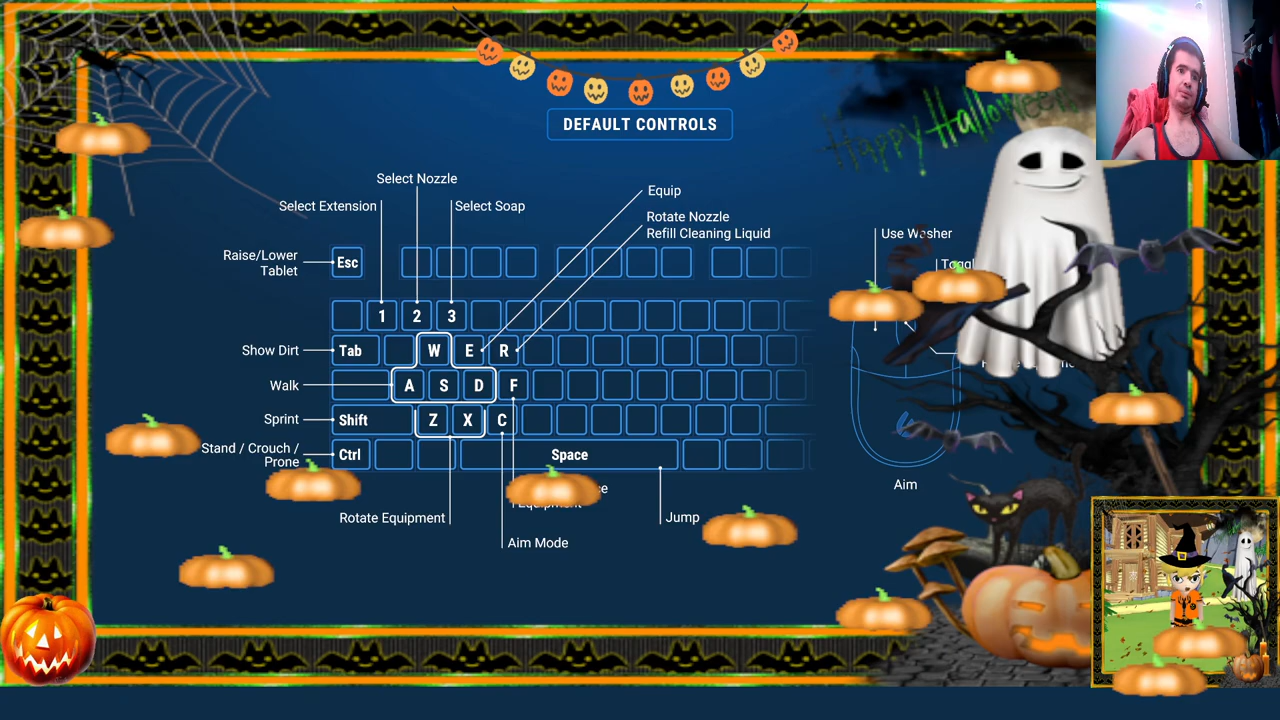 Happy Halloween
DEFAULT CONTROLS
Select Nozzle
Select Extension
Select Soap
Equip
Rotate Nozzle
Refill Cleaning Liquid
Use Washer
Raise/Lower
Tablet
Esc
1 2 3
Show Dirt
Tab
W E R
Walk
A S D F
Sprint
Shift
Z X C
Stand / Crouch /
Prone
Ctrl
Space
Aim
Equipment
Rotate Equipment
Jump
Aim Mode